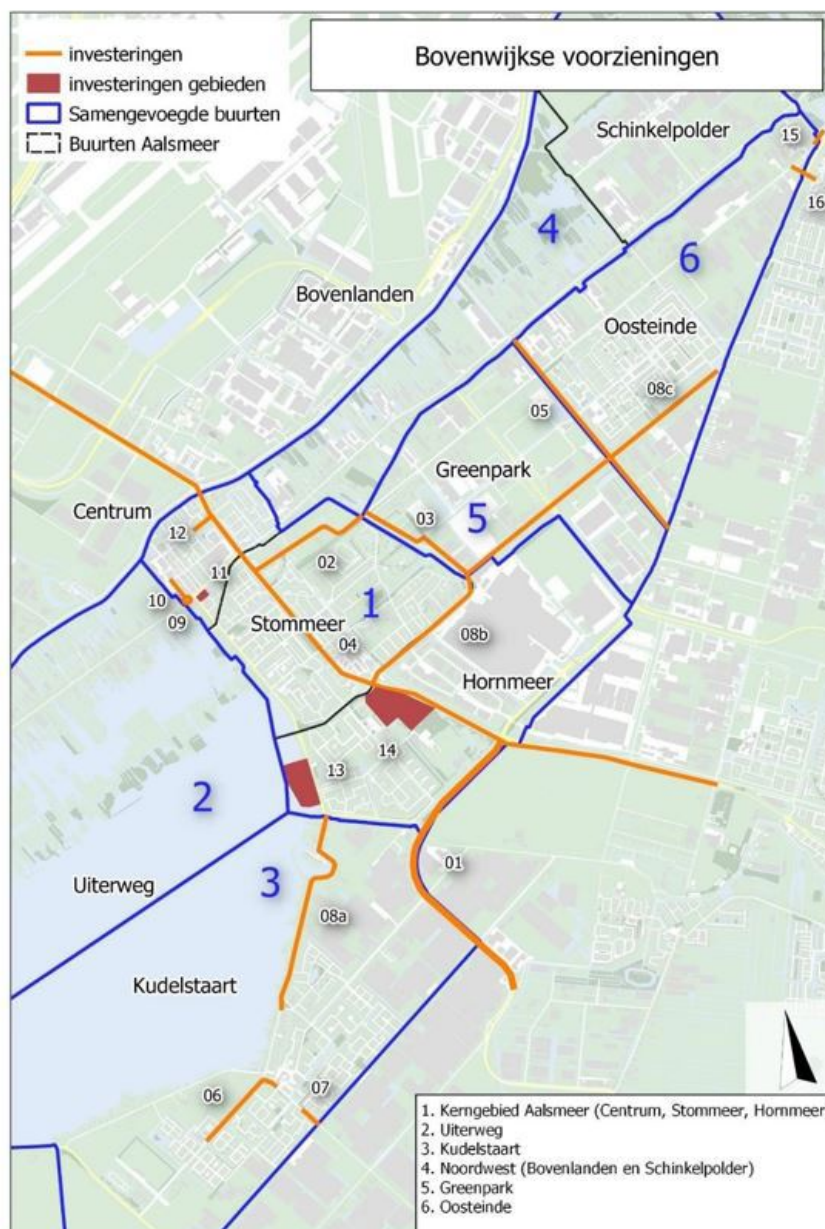 Bovenwijkse voorzieningen
investeringen
investeringen gebieden
Samengevoegde buurten
Buurten Aalsmeer
Schinkelpolder
15
16
4
6
Bovenlanden
Oosteinde
08c
05
Greenpark
03
5
Centrum
12
02
11
10
09
1
Stommeer
04
08b
Hornmeer
14
13
2
3
01
Uiterweg
08a
Kudelstaart
06
07
1. Kerngebied Aalsmeer (Centrum, Stommeer, Hornmeer
2. Uiterweg
3. Kudelstaart
4. Noordwest (Bovenlanden en Schinkelpolder)
5. Greenpark
6. Oosteinde